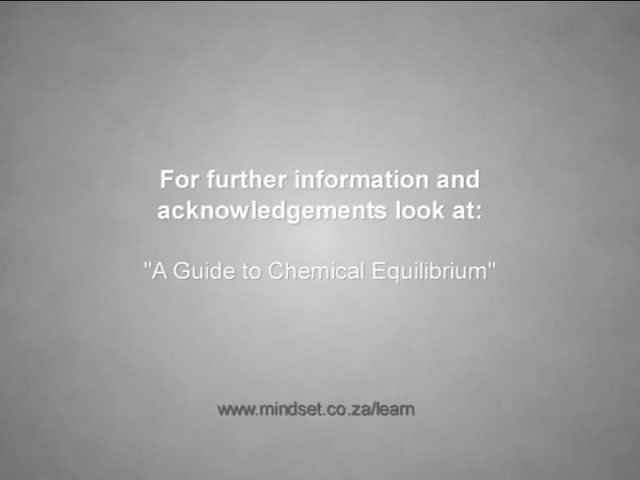 For further information and
acknowledgements look at:
"A Guide to Chemical Equilibrium"
www.mindset.co.za/learn